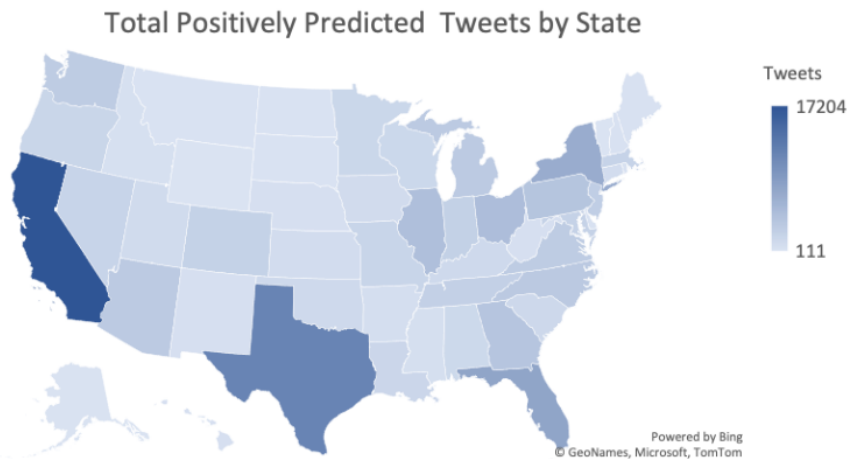 Total Positively Predicted Tweets by State
Tweets
17204
111
Powered by Bing
© GeoNames, Microsoft, TomTom